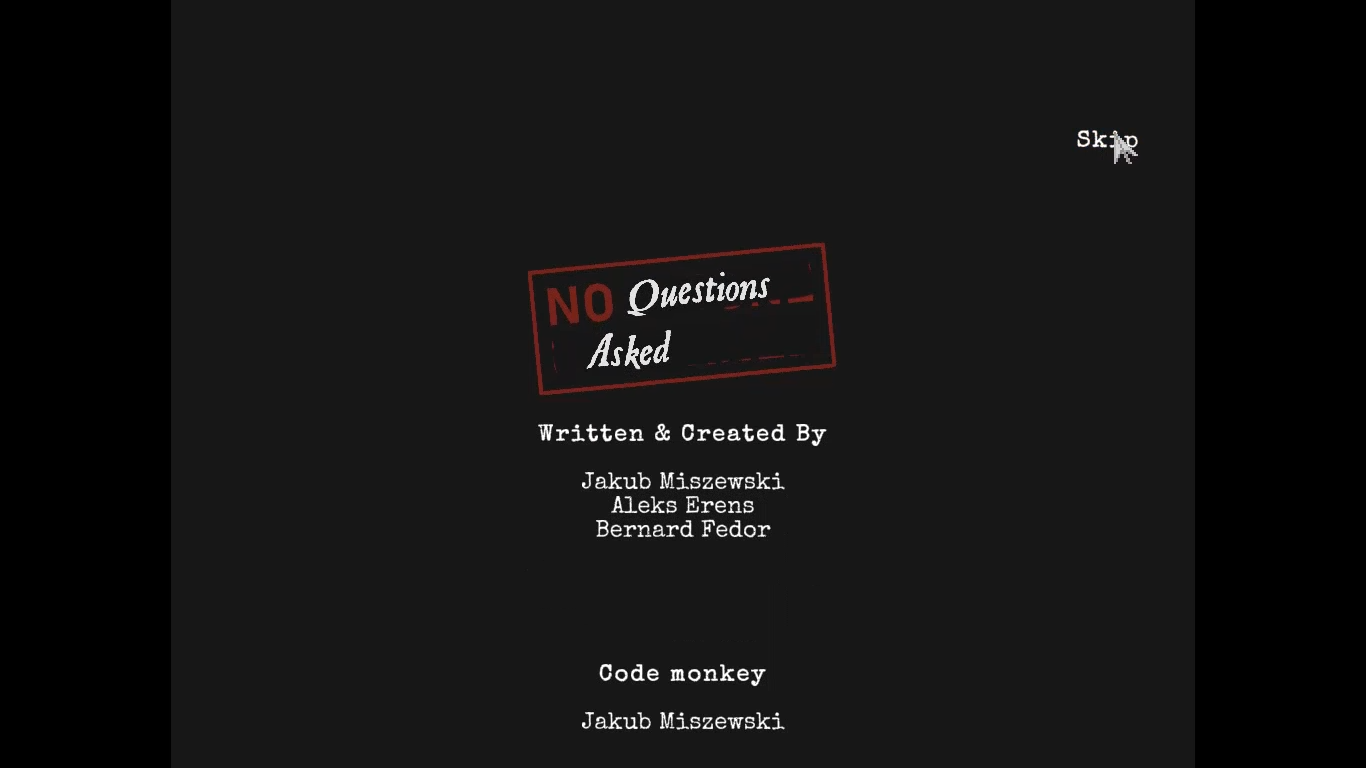 Skip
NO Questions
Asked
Written & Created By
Jakub Miszewski
Aleks Erens
Bernard Fedor
Code monkey
Jakub Miszewski